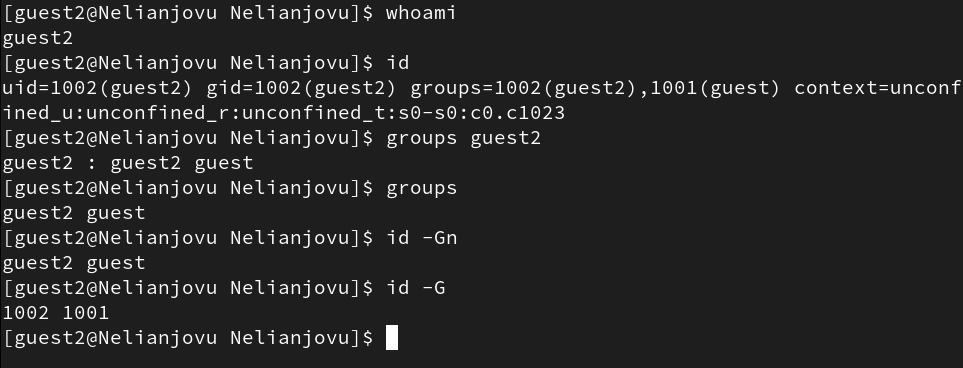 [guest2@Nelianjovu Nelianjovu]$ whoami
guest2
[guest2@Nelianjovu Nelianjovu]$ id
uid=1002(guest2) gid=1002(guest2) groups=1002(guest2),1001(guest) context=unconf
ined_u:unconfined_r:unconfined_t:s0-s0:c0.c1023
[guest2@Nelianjovu Nelianjovu]$ groups guest2
guest2 : guest2 guest
[guest2@Nelianjovu Nelianjovu]$ groups
guest2 guest
[guest2@Nelianjovu Nelianjovu]$ id -Gn
guest2 guest
[guest2@Nelianjovu Nelianjovu]$ id -G
1002 1001
[guest2@Nelianjovu Nelianjovu]$